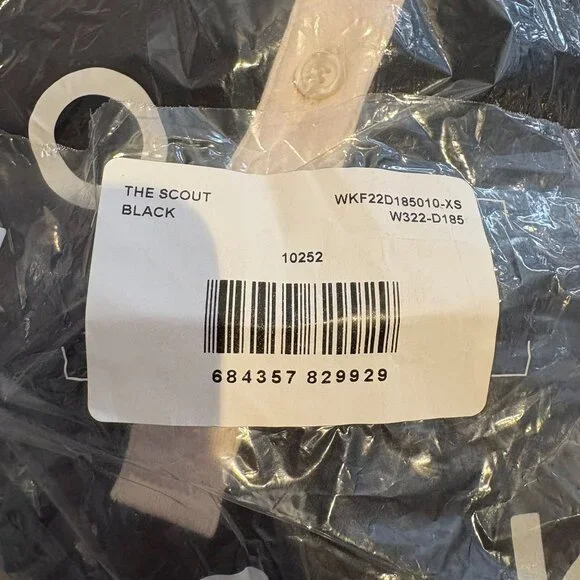 THE SCOUT
BLACK
WKF22D185010-XS
W322-D185
10252
684357 829929